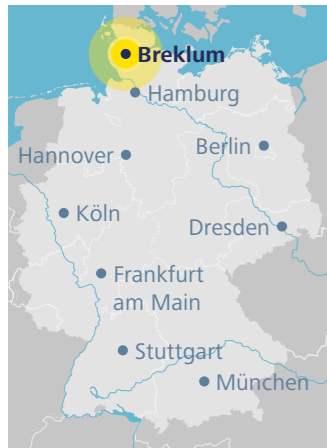 Breklum
Hamburg
Berlin
Hannover
Köln
Dresden
Frankfurt
am Main
Stuttgart
München